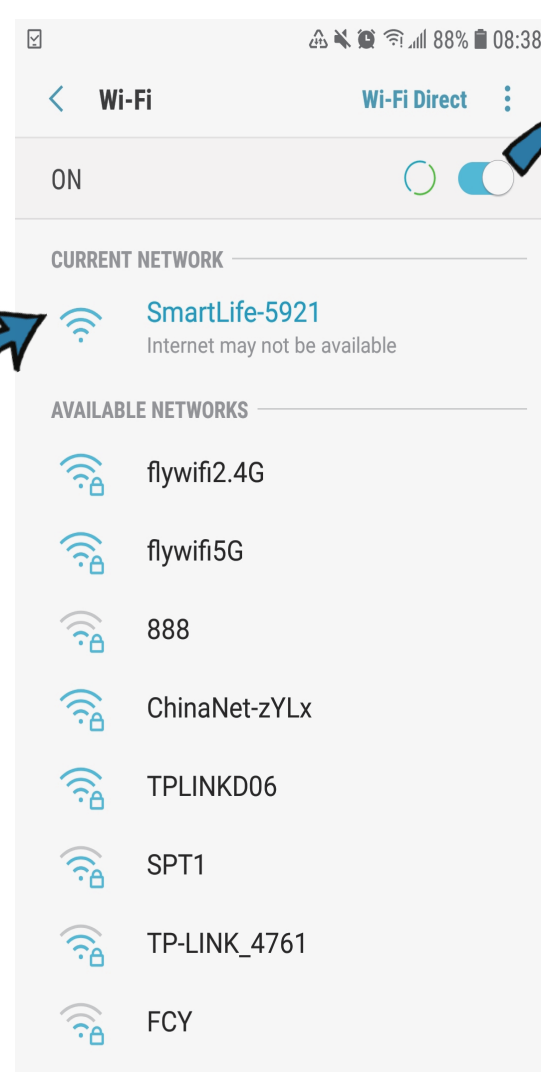 88% 08:38
Wi-Fi Wi-Fi Direct
ON
CURRENT NETWORK
SmartLife-5921
Internet may not be available
AVAILABLE NETWORKS
flywifi2.4G
flywifi5G
888
ChinaNet-zYLx
TPLINKD06
SPT1
TP-LINK_4761
FCY